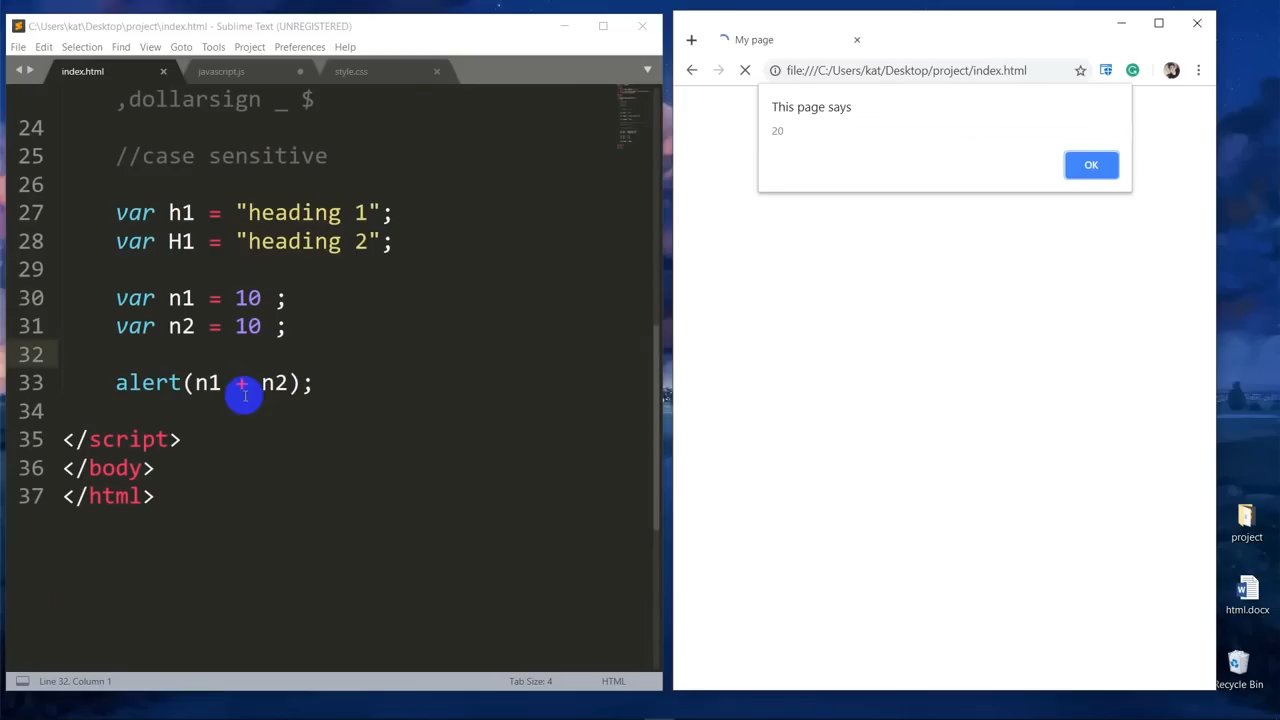 C:\Users\kat\Desktop\project\index.html - Sublime Text (UNREGISTERED)
File Edit Selection Find View Goto Tools Project Preferences Help
index.html javascript.js style.css
,dollarsign _ $
24
25 //case sensitive
26
27 var h1 = "heading 1";
28 var H1 = "heading 2";
29
30 var n1 = 10 ;
31 var n2 = 10 ;
32
33 alert(n1 + n2);
34
35 </script>
36 </body>
37 </html>
Line 32, Column 1 Tab Size: 4 HTML
My page
file:///C:/Users/kat/Desktop/project/index.html
This page says
20
OK
project
html.docx
Recycle Bin